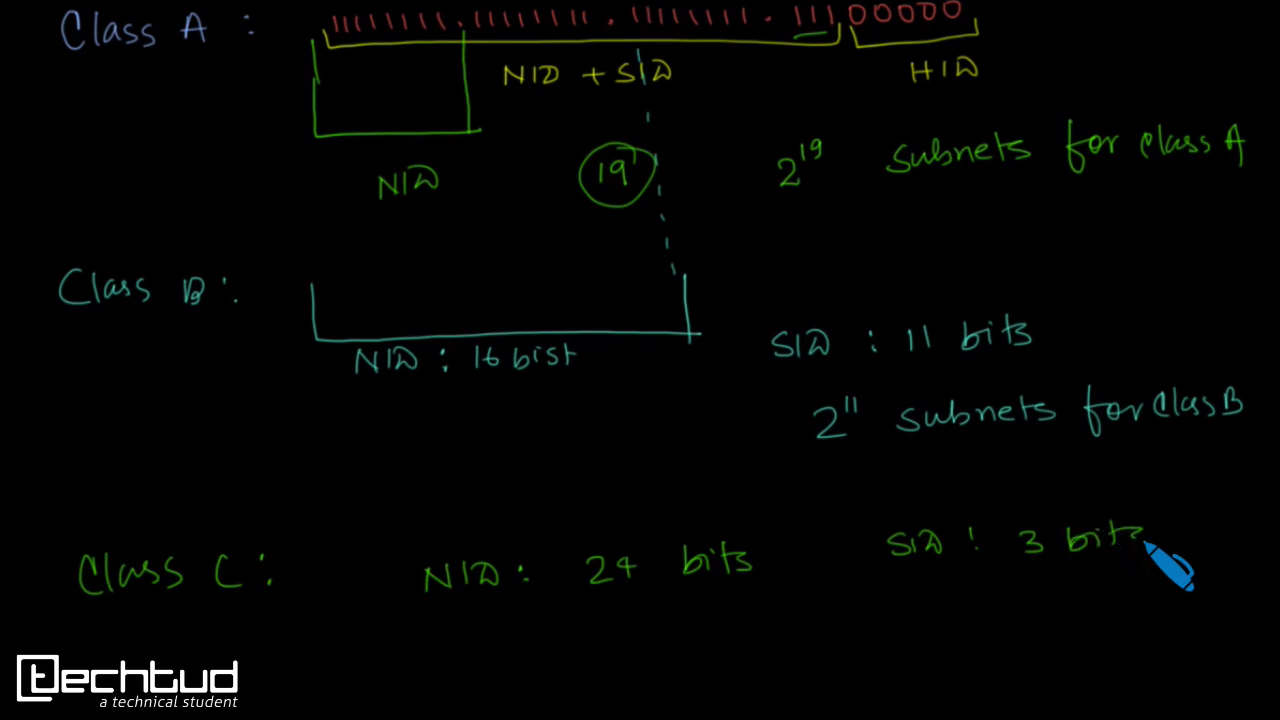 Class A : 11111111.11111111.11111111.11100000
NID + SID HID
NID 19 2^19 subnets for class A
Class B :
NID : 16 bist SID : 11 bits
2^11 subnets for Class B
Class C : NID : 24 bits SID : 3 bits
techtud
a technical student